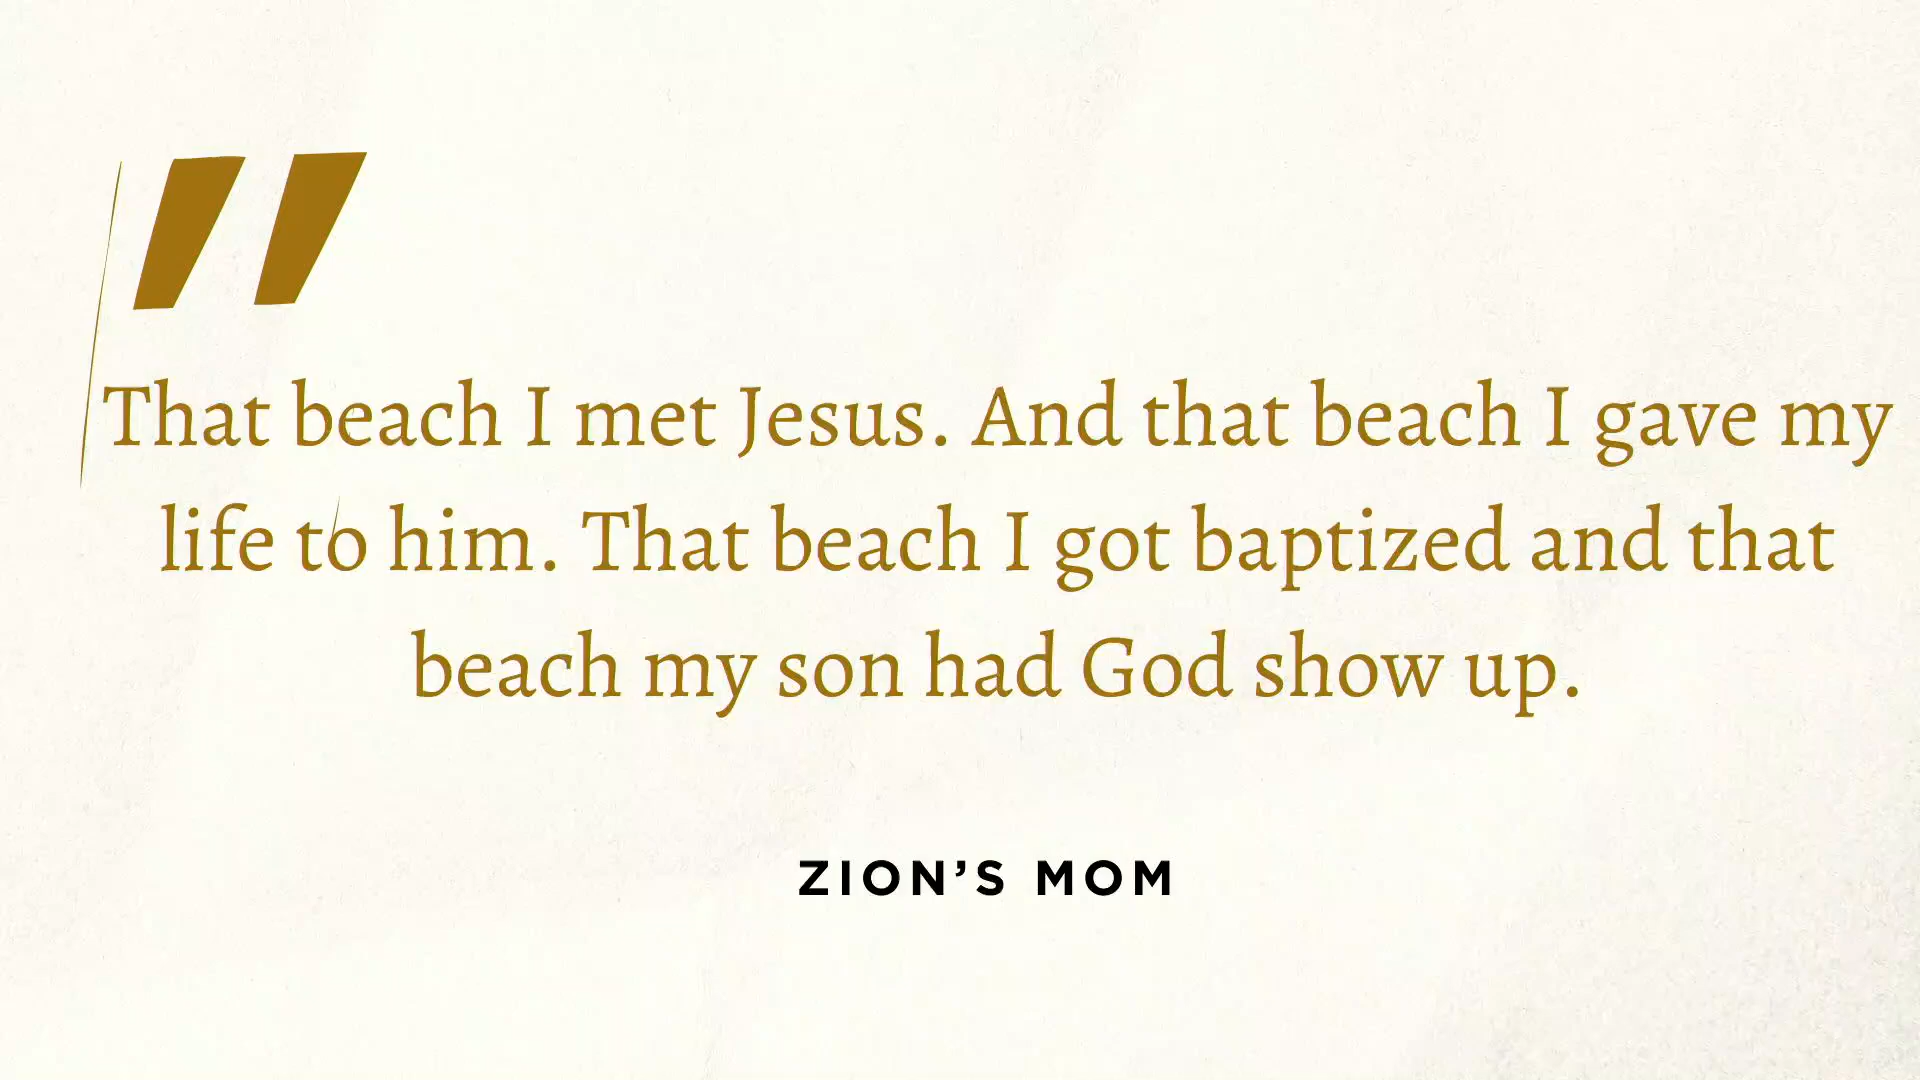 "
That beach I met Jesus. And that beach I gave my
life to him. That beach I got baptized and that
beach my son had God show up.
ZION’S MOM